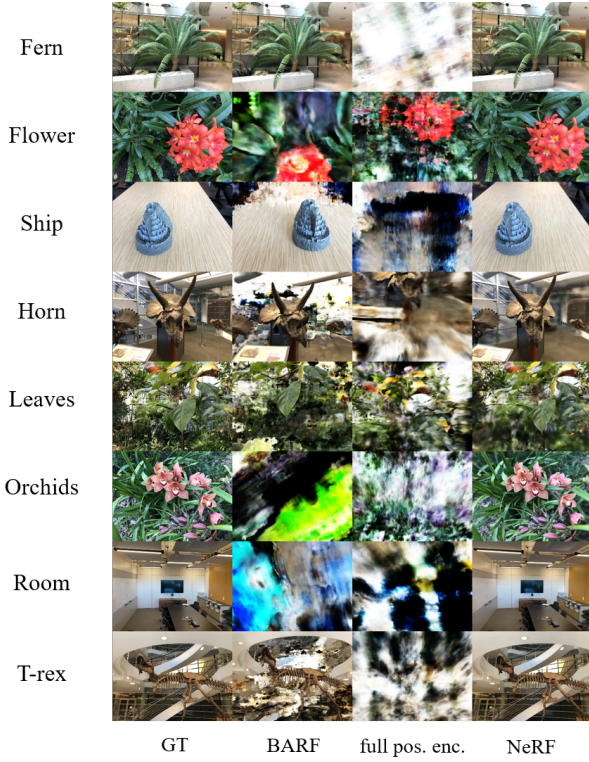 Fern
Flower
Ship
Horn
Leaves
Orchids
Room
T-rex
GT BARF full pos. enc. NeRF